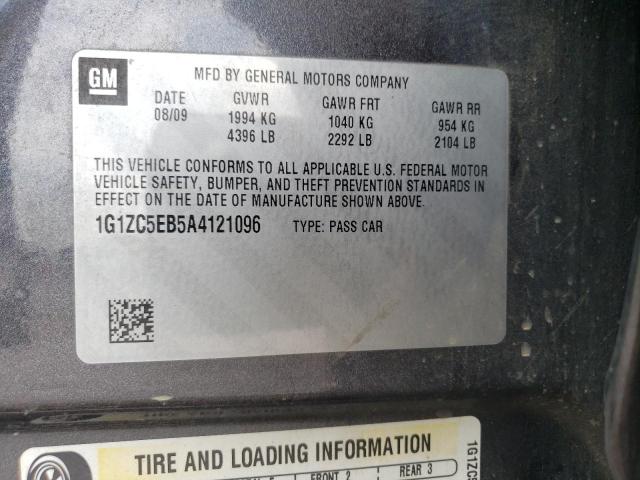 GM
MFD BY GENERAL MOTORS COMPANY
DATE GVWR GAWR FRT GAWR RR
08/09 1994 KG 1040 KG 954 KG
4396 LB 2292 LB 2104 LB
THIS VEHICLE CONFORMS TO ALL APPLICABLE U.S. FEDERAL MOTOR
VEHICLE SAFETY, BUMPER, AND THEFT PREVENTION STANDARDS IN
EFFECT ON THE DATE OF MANUFACTURE SHOWN ABOVE.
1G1ZC5EB5A4121096 TYPE: PASS CAR
TIRE AND LOADING INFORMATION
FRONT 2 REAR 3
1G1ZC5